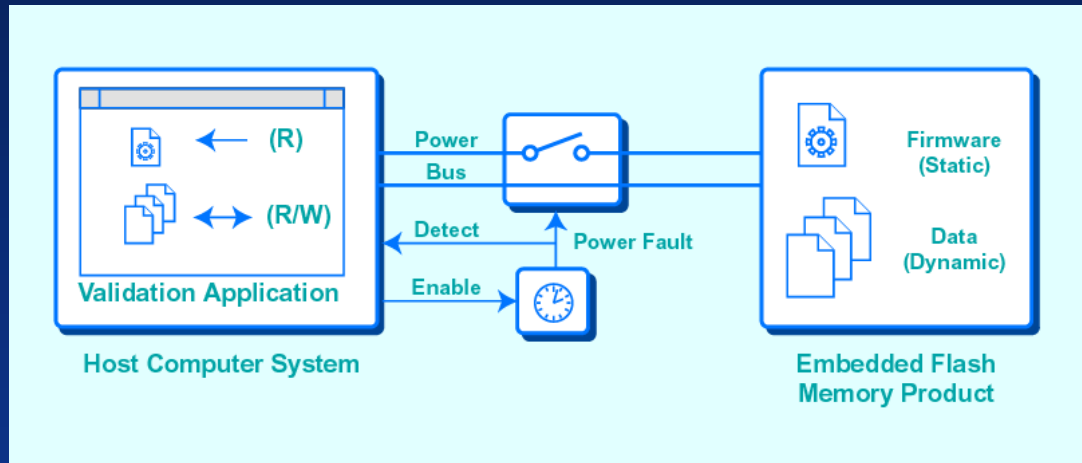 (R)
(R/W)
Validation Application
Host Computer System
Power
Bus
Detect
Enable
Power Fault
Firmware
(Static)
Data
(Dynamic)
Embedded Flash
Memory Product